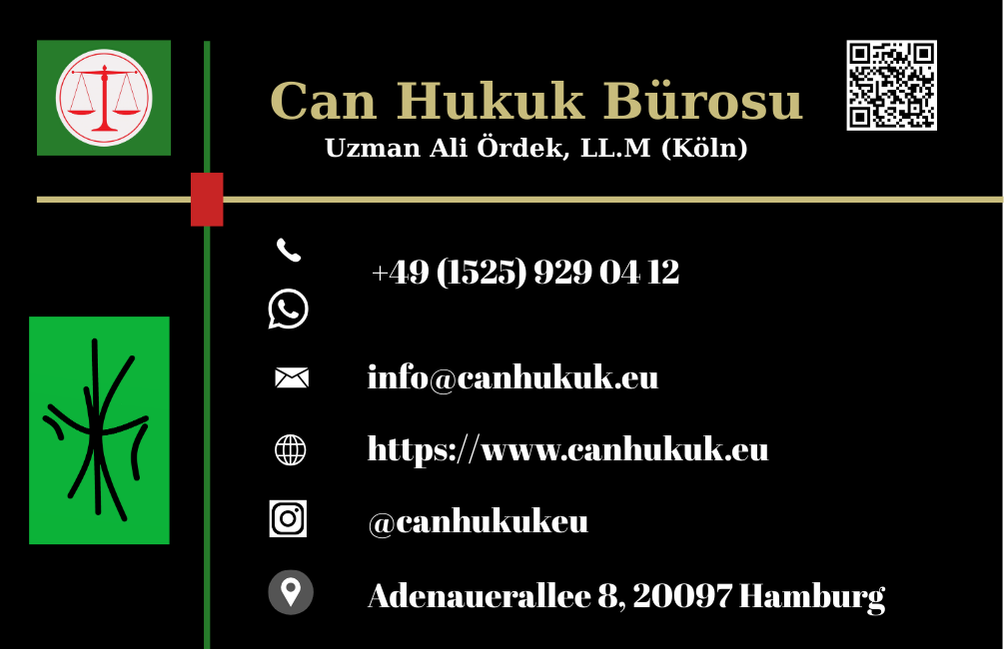 Can Hukuk Bürosu
Uzman Ali Ördek, LL.M (Köln)
+49 (1525) 929 04 12
info@canhukuk.eu
https://www.canhukuk.eu
@canhukukeu
Adenauerallee 8, 20097 Hamburg